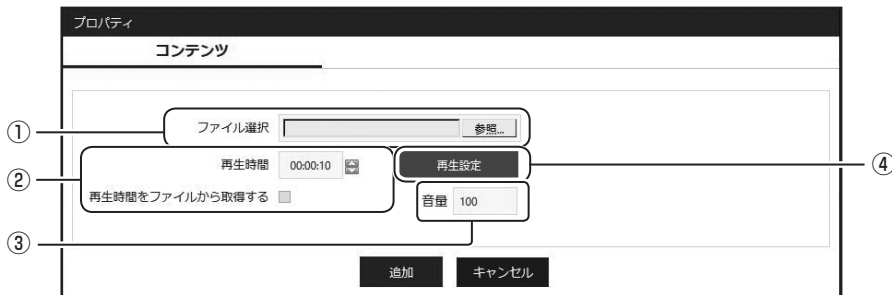 プロパティ
コンテンツ
① ファイル選択 参照...
② 再生時間 00:00:10 再生設定 ④
再生時間をファイルから取得する 音量 100
③
追加 キャンセル